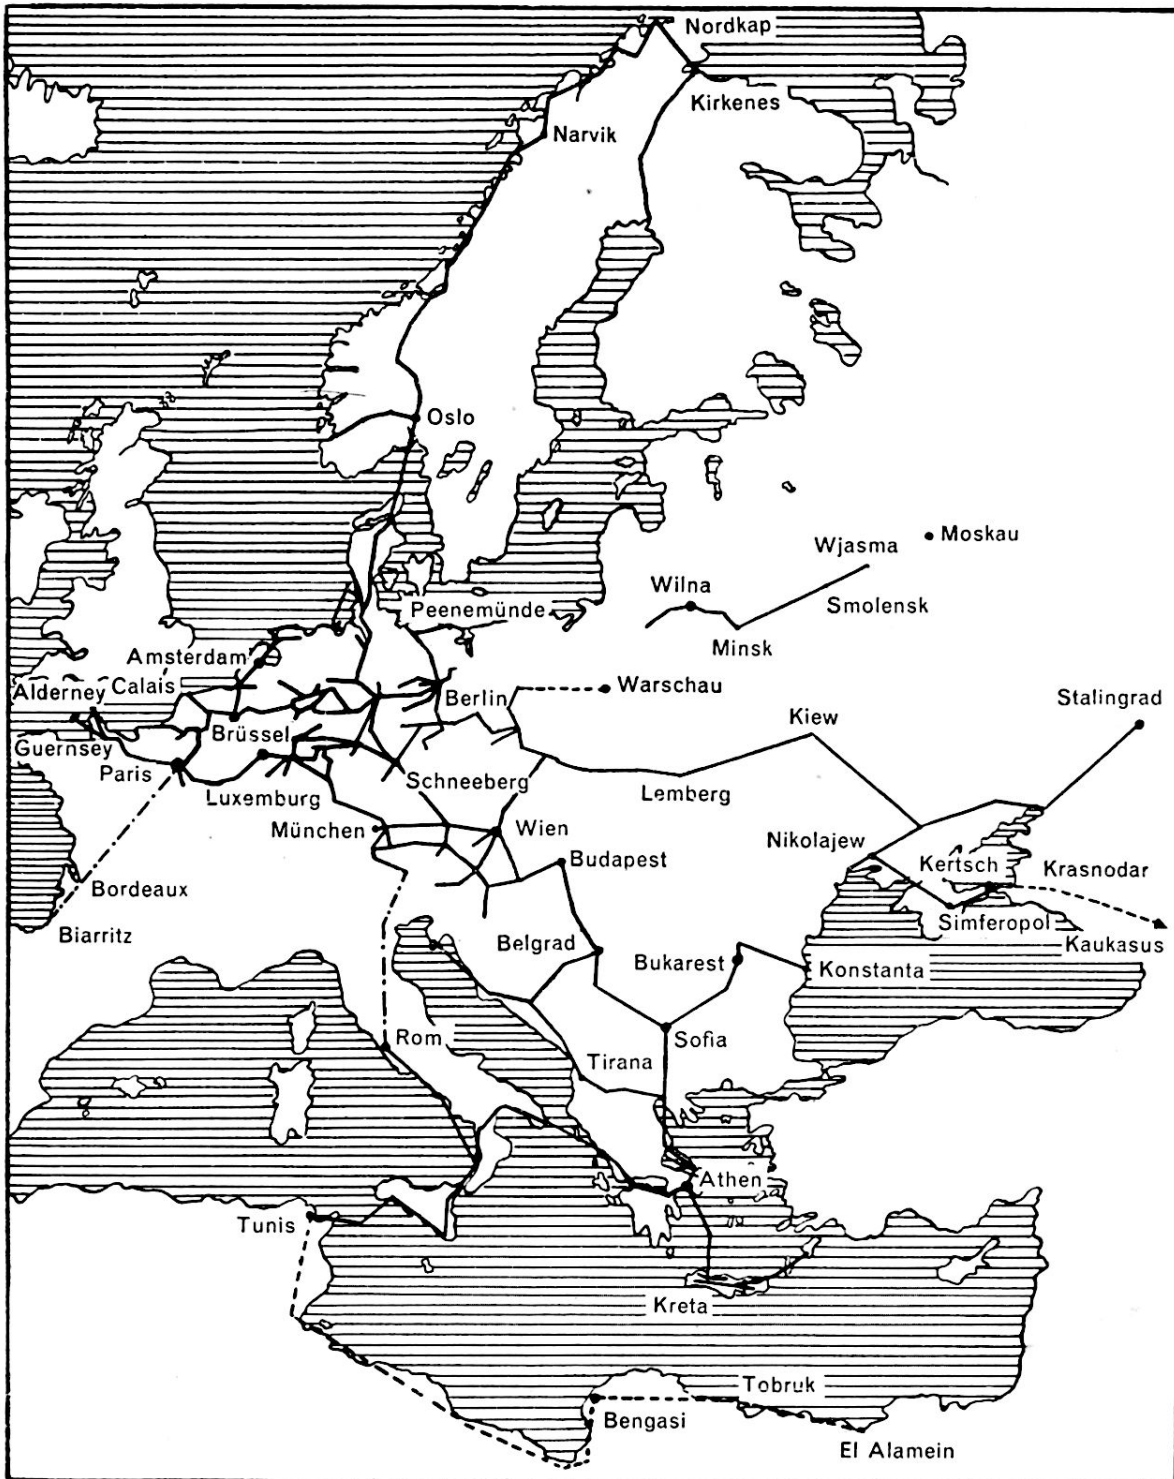 Nordkap
Kirkenes
Narvik
Oslo
Moskau
Wjasma
Wilna
Smolensk
Peenemünde
Minsk
Amsterdam
Alderney
Calais
Berlin
Warschau
Stalingrad
Kiew
Guernsey
Brüssel
Paris
Schneeberg
Luxemburg
Lemberg
München
Wien
Nikolajew
Budapest
Kertsch
Krasnodar
Bordeaux
Simferopol
Biarritz
Belgrad
Kaukasus
Bukarest
Konstanta
Rom
Sofia
Tirana
Athen
Tunis
Kreta
Tobruk
Bengasi
El Alamein